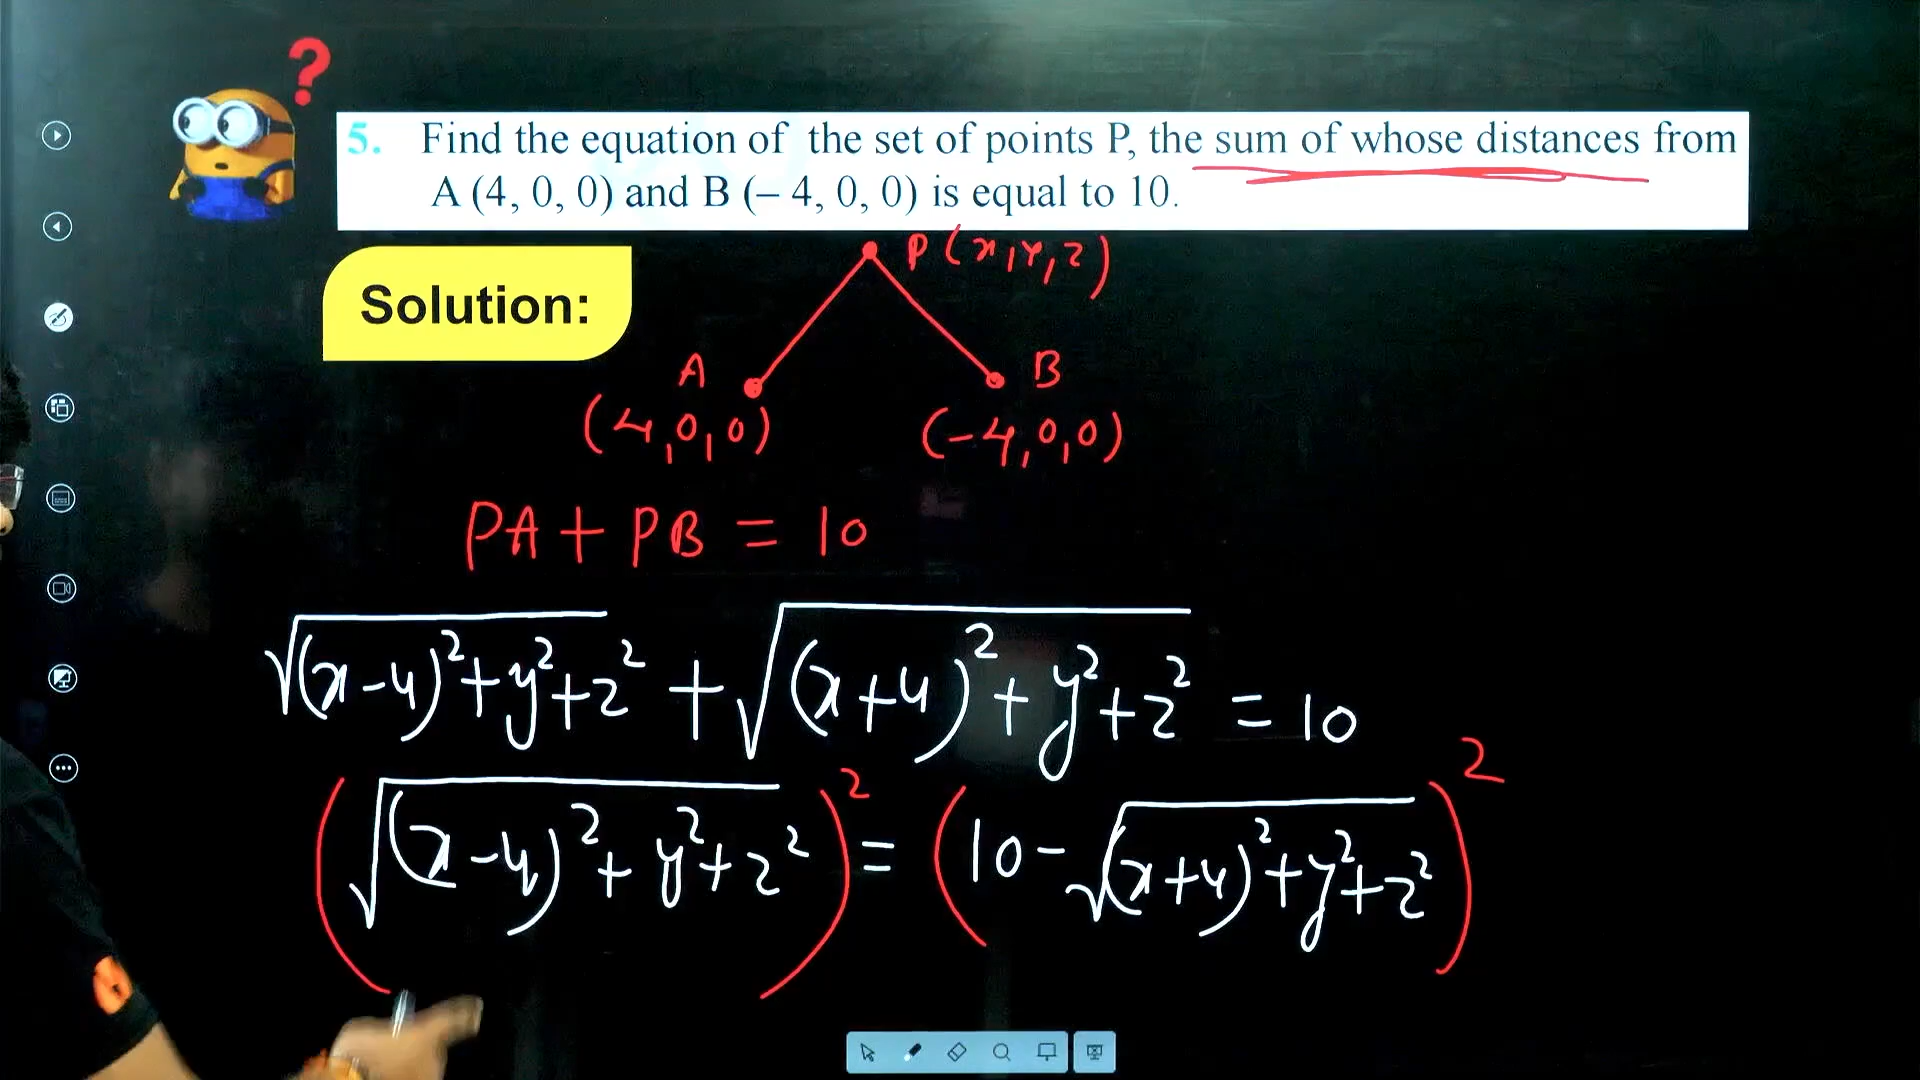 ?
5. Find the equation of the set of points P, the sum of whose distances from
A (4, 0, 0) and B (– 4, 0, 0) is equal to 10.
Solution:
P (x, y, z)
A B
(4, 0, 0) (-4, 0, 0)
PA + PB = 10
√(x-4)²+y²+z² + √(x+4)²+y²+z² = 10
(√(x-4)²+y²+z²)² = (10-√(x+4)²+y²+z²)²